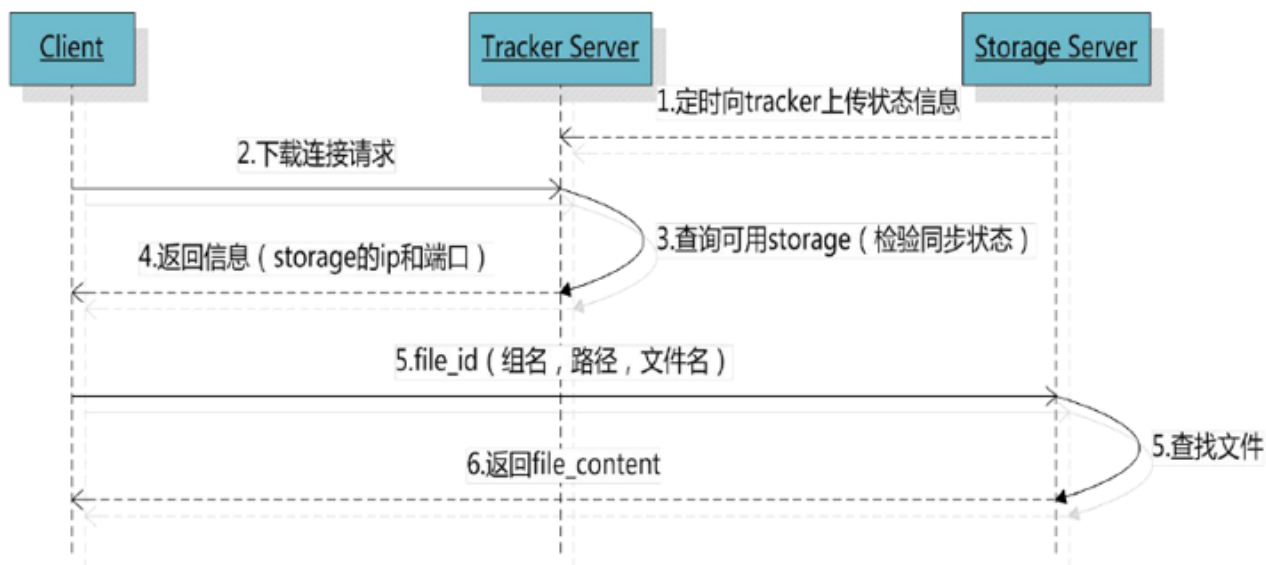 Client
Tracker Server
Storage Server
1.定时向tracker上传状态信息
2.下载连接请求
3.查询可用storage（检验同步状态）
4.返回信息（storage的ip和端口）
5.file_id（组名，路径，文件名）
5.查找文件
6.返回file_content